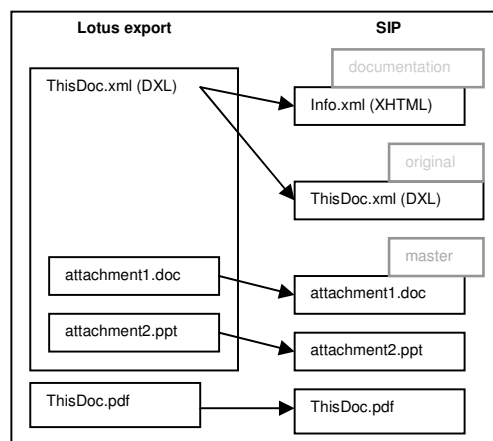 Lotus export
SIP
documentation
ThisDoc.xml (DXL)
Info.xml (XHTML)
original
ThisDoc.xml (DXL)
master
attachment1.doc
attachment1.doc
attachment2.ppt
attachment2.ppt
ThisDoc.pdf
ThisDoc.pdf